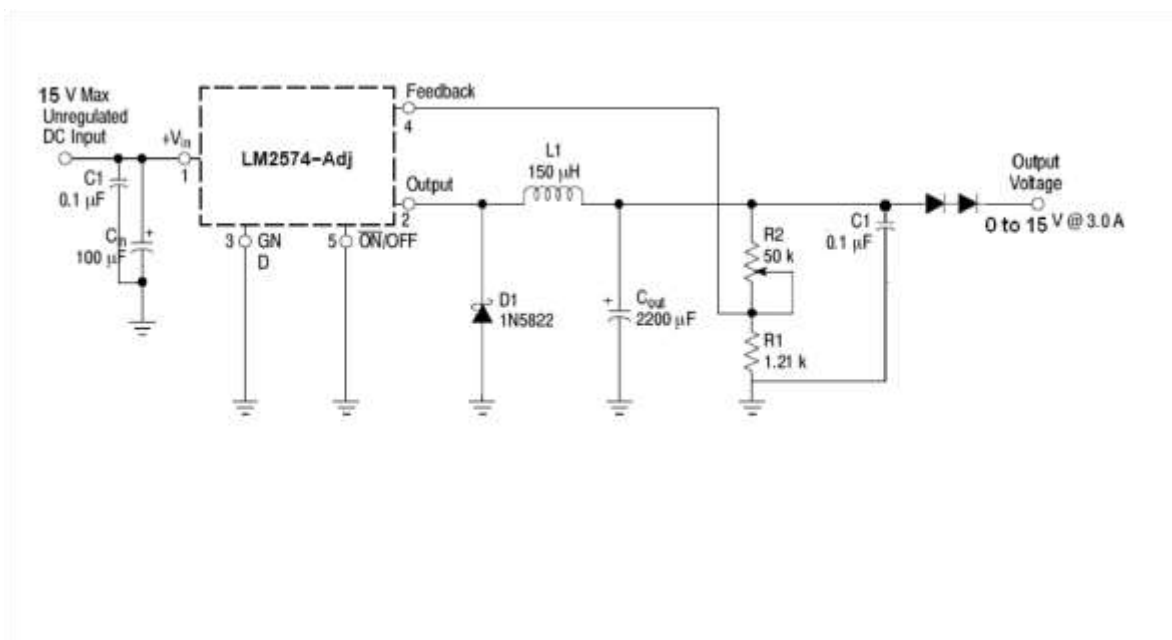 15 V Max
Unregulated
DC Input
+Vin
1
C1
0.1 µF
Cin
100 µF
+
LM2574-Adj
Feedback
4
Output
2
3
GN
D
5
ON/OFF
L1
150 µH
D1
1N5822
+
Cout
2200 µF
R2
50 k
R1
1.21 k
C1
0.1 µF
Output
Voltage
0 to 15 V @ 3.0 A